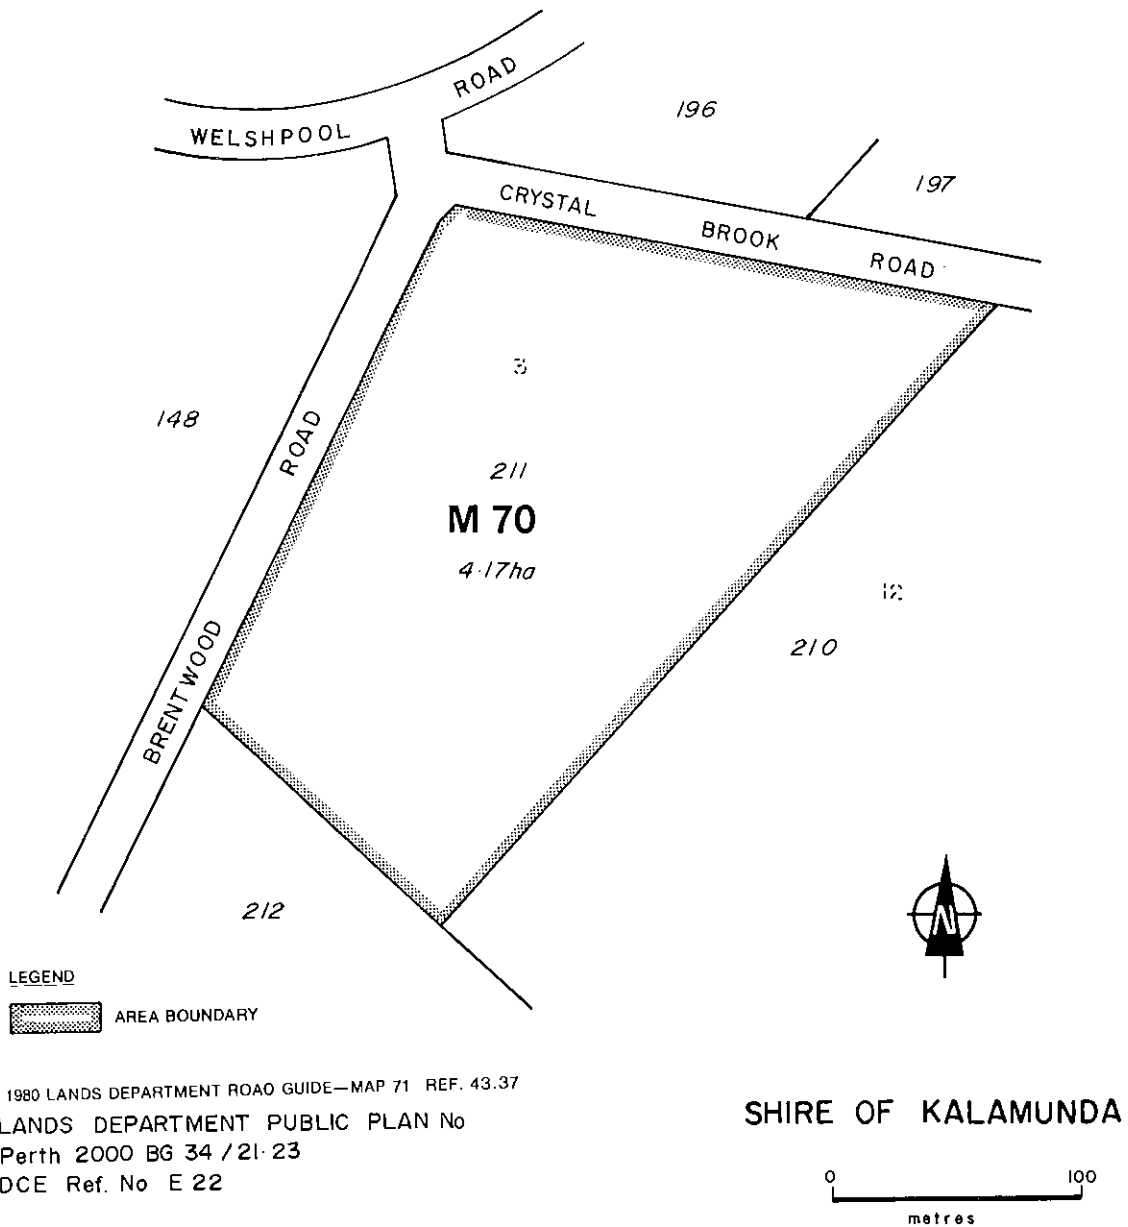 WELSHPOOL ROAD
196
197
CRYSTAL BROOK ROAD
3
148
BRENTWOOD ROAD
211
M 70
4·17ha
12
210
212
N
LEGEND
AREA BOUNDARY
1980 LANDS DEPARTMENT ROAD GUIDE—MAP 71 REF. 43.37
LANDS DEPARTMENT PUBLIC PLAN No
Perth 2000 BG 34 / 21·23
DCE Ref. No E 22
SHIRE OF KALAMUNDA
0 100
metres